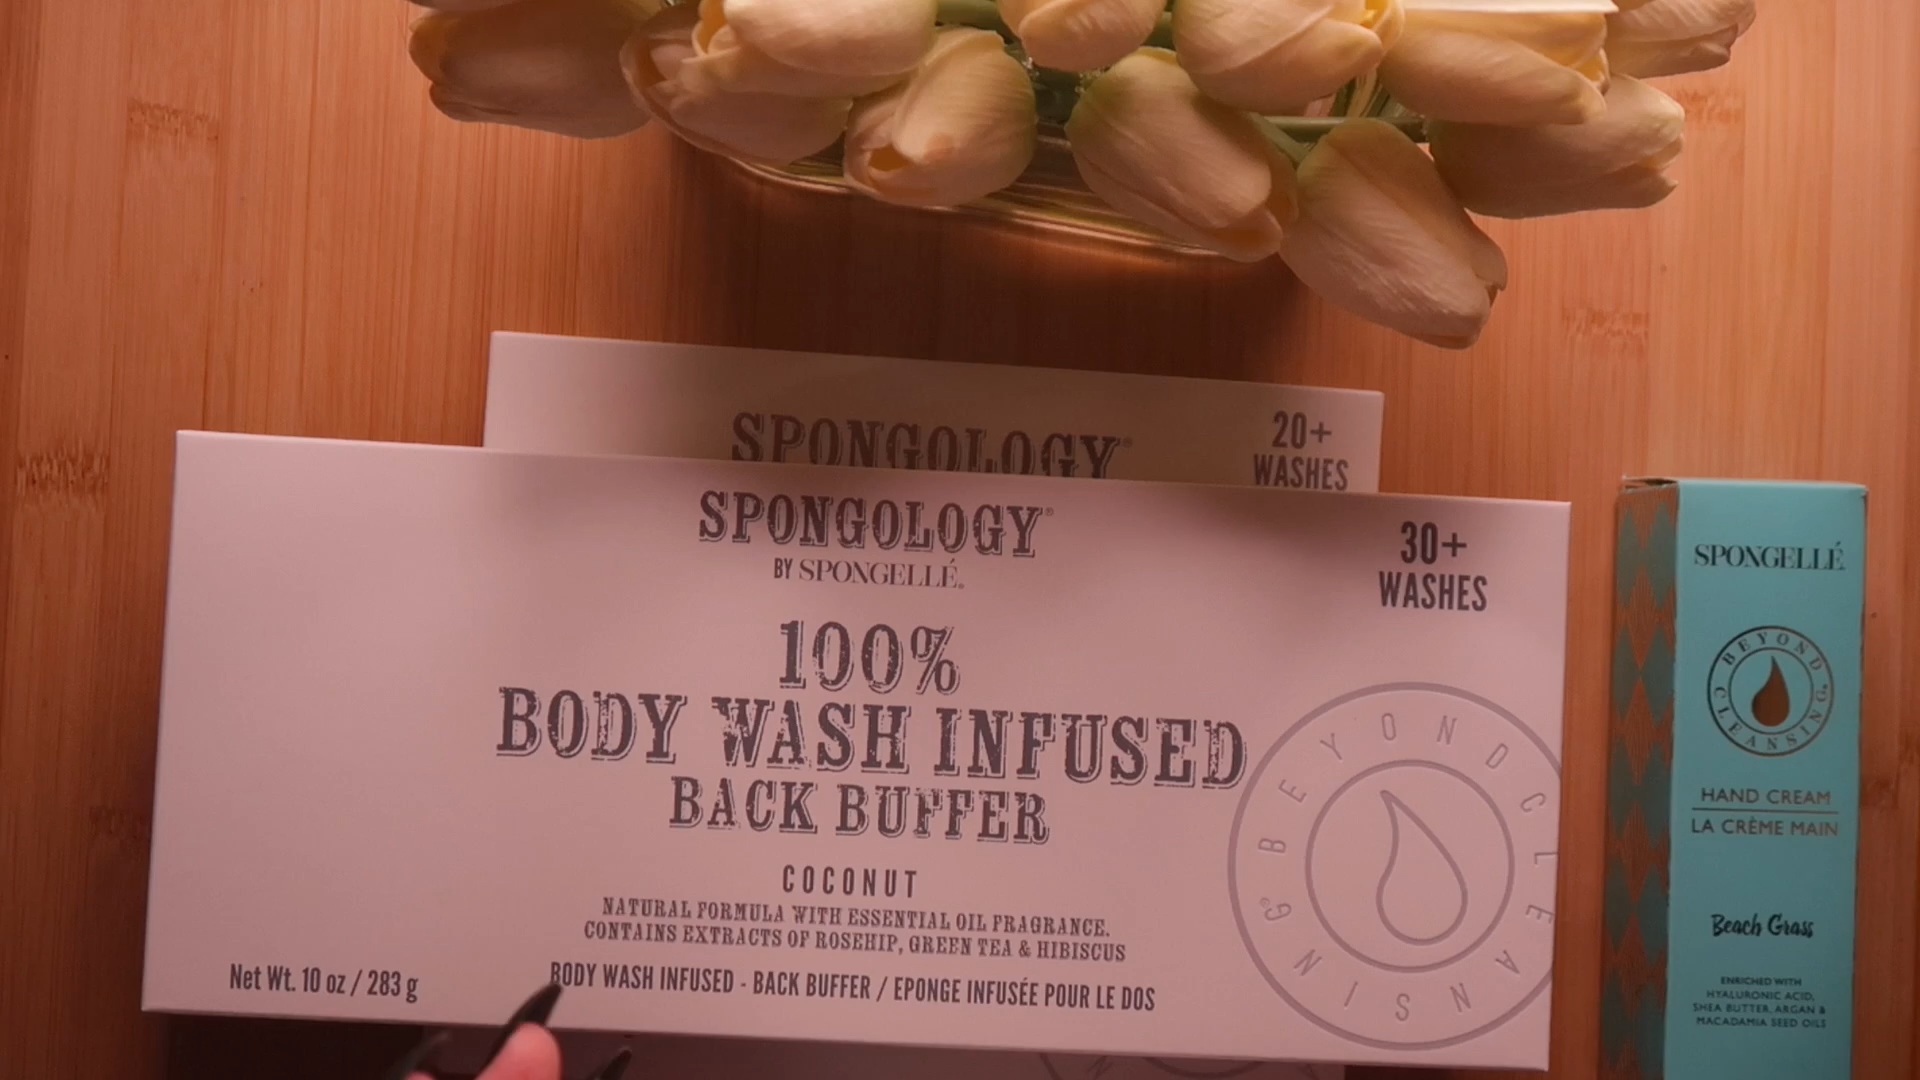 SPONGOLOGY®
20+
WASHES
SPONGOLOGY®
BY SPONGELLÉ.
30+
WASHES
100%
BODY WASH INFUSED
BACK BUFFER
COCONUT
NATURAL FORMULA WITH ESSENTIAL OIL FRAGRANCE.
CONTAINS EXTRACTS OF ROSEHIP, GREEN TEA & HIBISCUS
Net Wt. 10 oz / 283 g
BODY WASH INFUSED - BACK BUFFER / EPONGE INFUSÉE POUR LE DOS
BEYOND CLEANSING®
SPONGELLÉ
BEYOND CLEANSING®
HAND CREAM
LA CRÈME MAIN
Beach Grass
ENRICHED WITH
HYALURONIC ACID,
SHEA BUTTER, ARGAN &
MACADAMIA SEED OILS